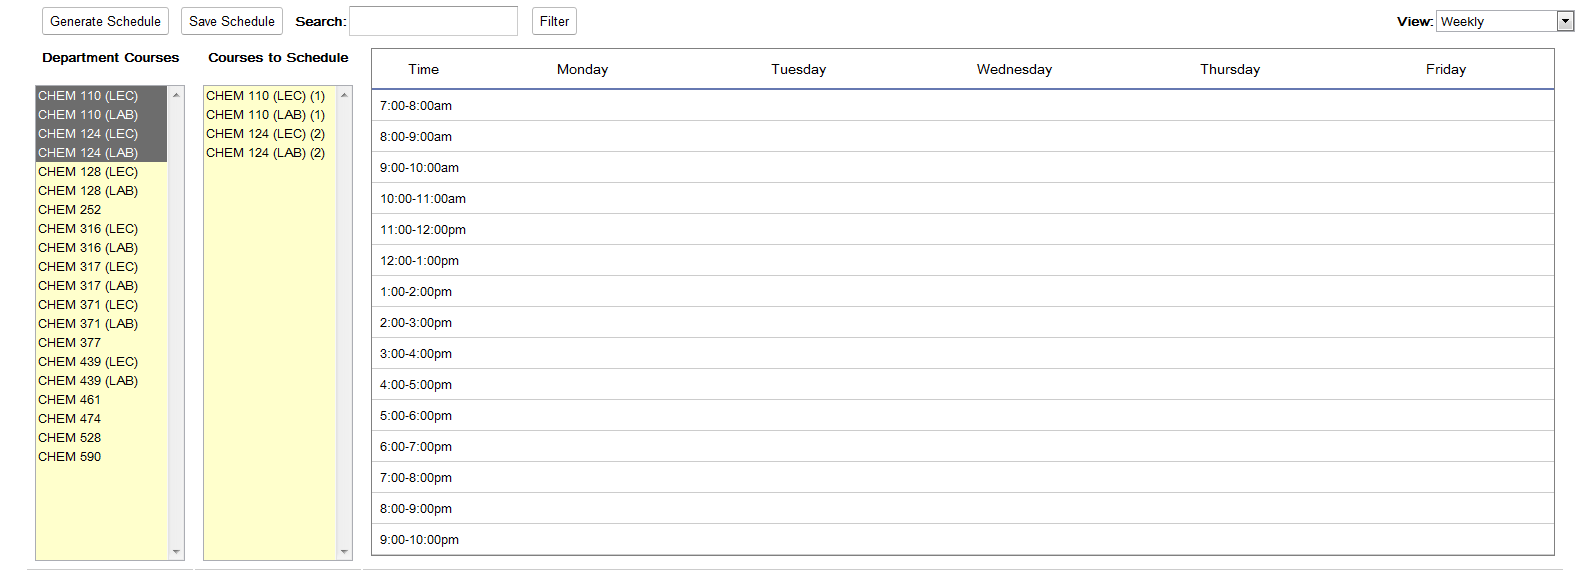 Generate Schedule Save Schedule Search: Filter View: Weekly
Department Courses Courses to Schedule
CHEM 110 (LEC)
CHEM 110 (LAB)
CHEM 124 (LEC)
CHEM 124 (LAB)
CHEM 128 (LEC)
CHEM 128 (LAB)
CHEM 252
CHEM 316 (LEC)
CHEM 316 (LAB)
CHEM 317 (LEC)
CHEM 317 (LAB)
CHEM 371 (LEC)
CHEM 371 (LAB)
CHEM 377
CHEM 439 (LEC)
CHEM 439 (LAB)
CHEM 461
CHEM 474
CHEM 528
CHEM 590
CHEM 110 (LEC) (1)
CHEM 110 (LAB) (1)
CHEM 124 (LEC) (2)
CHEM 124 (LAB) (2)
Time Monday Tuesday Wednesday Thursday Friday
7:00-8:00am
8:00-9:00am
9:00-10:00am
10:00-11:00am
11:00-12:00pm
12:00-1:00pm
1:00-2:00pm
2:00-3:00pm
3:00-4:00pm
4:00-5:00pm
5:00-6:00pm
6:00-7:00pm
7:00-8:00pm
8:00-9:00pm
9:00-10:00pm